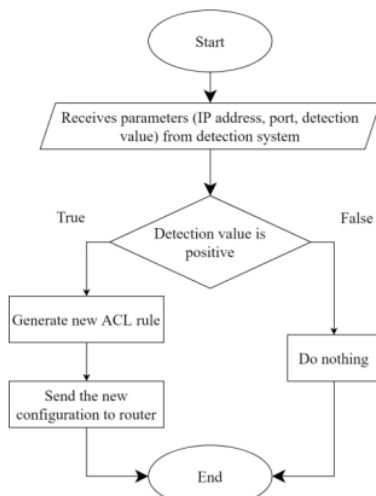 Start
Receives parameters (IP address, port, detection
value) from detection system
True
False
Detection value is
positive
Generate new ACL rule
Do nothing
Send the new
configuration to router
End